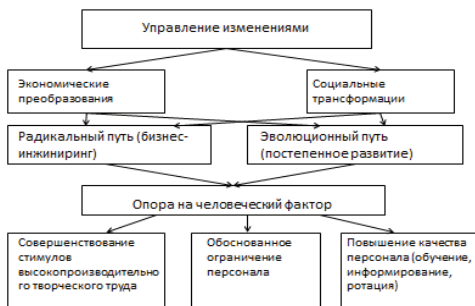 Управление изменениями
Экономические
преобразования
Социальные
трансформации
Радикальный путь (бизнес-
инжиниринг)
Эволюционный путь
(постепенное развитие)
Опора на человеческий фактор
Совершенствование
стимулов
высокопроизводительно
го творческого труда
Обоснованное
ограничение
персонала
Повышение качества
персонала (обучение,
информирование,
ротация)